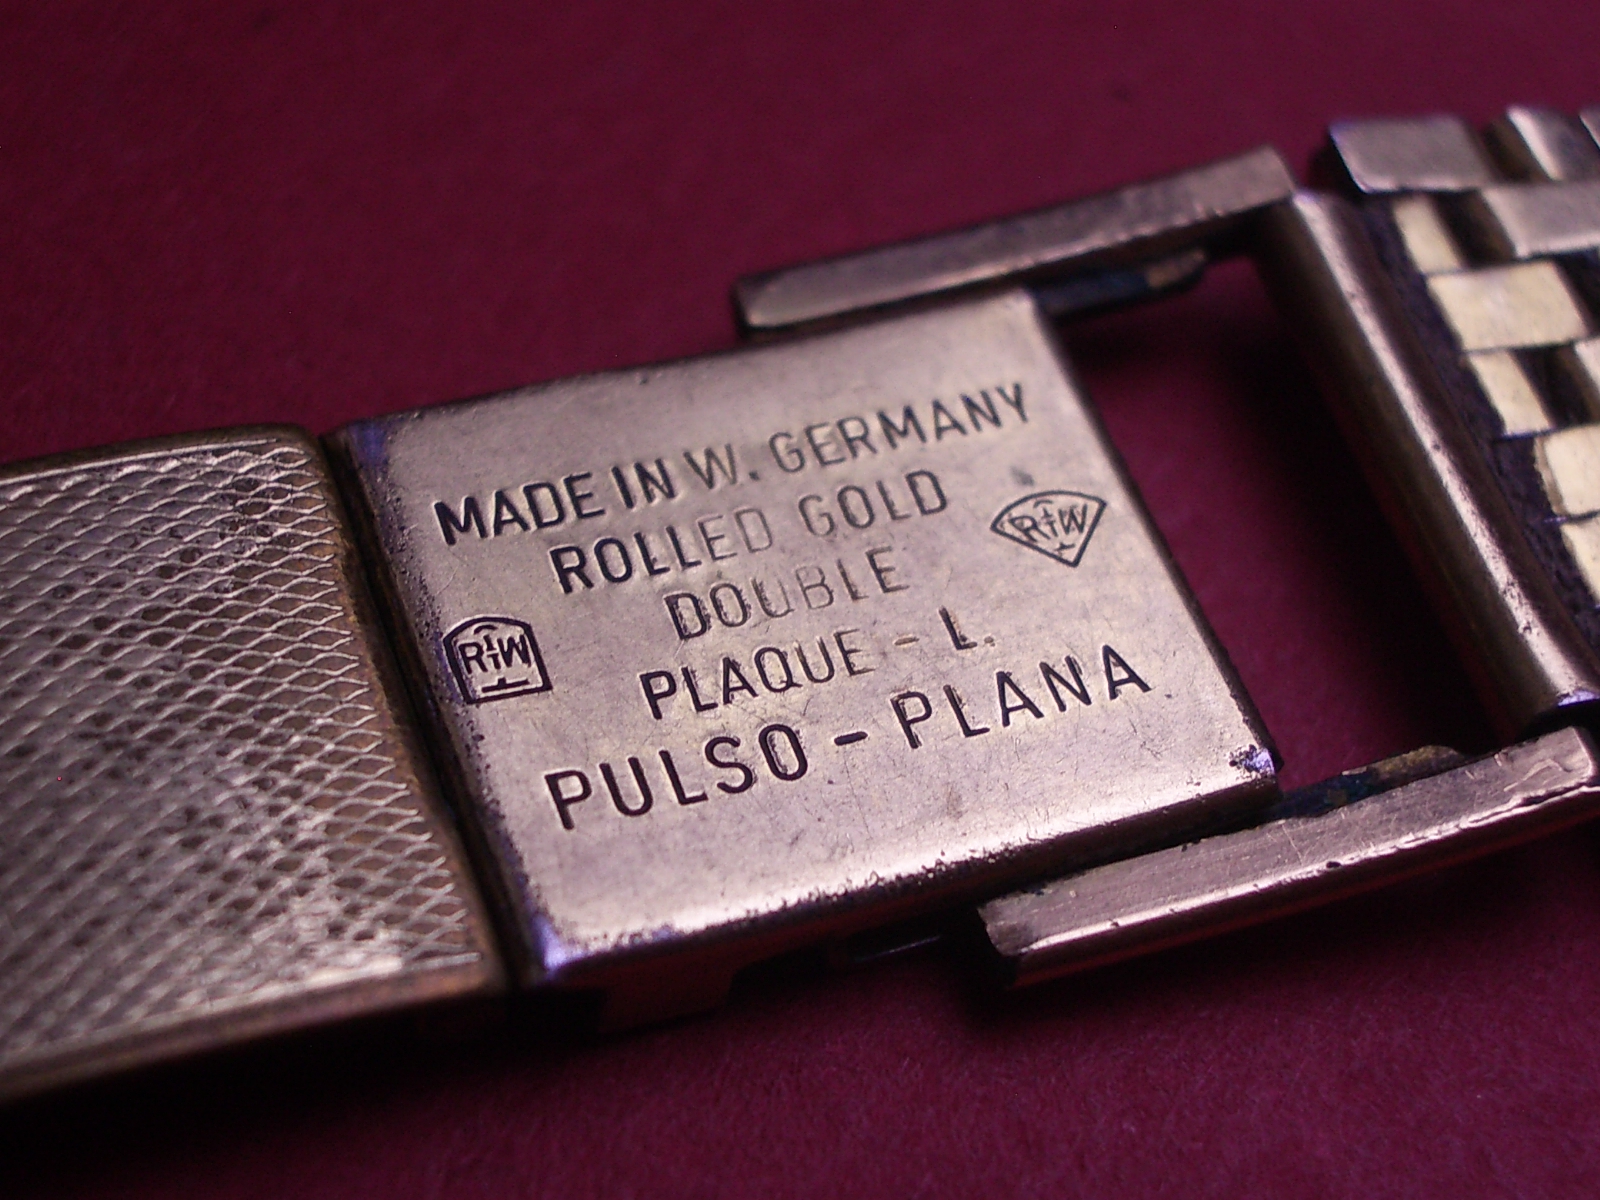 MADE IN W. GERMANY
ROLLED GOLD
DOUBLE
PLAQUE - L.
PULSO - PLANA
R W
R W